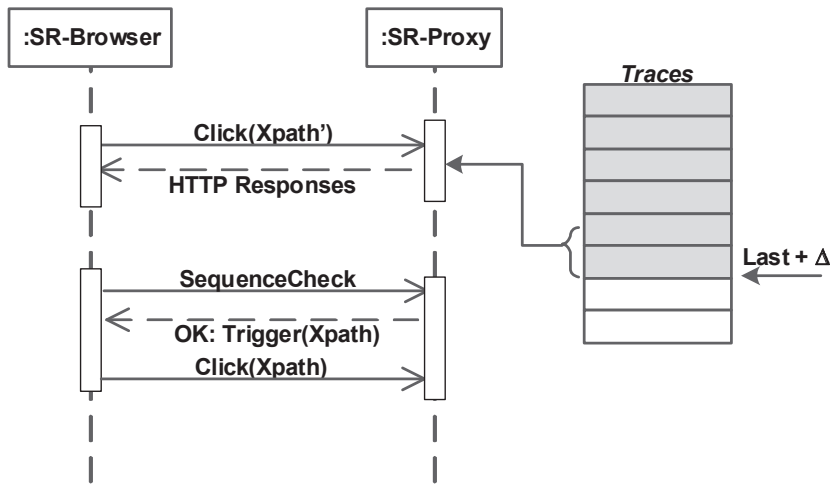 :SR-Browser
:SR-Proxy
Traces
Click(Xpath')
HTTP Responses
Last + Δ
SequenceCheck
OK: Trigger(Xpath)
Click(Xpath)